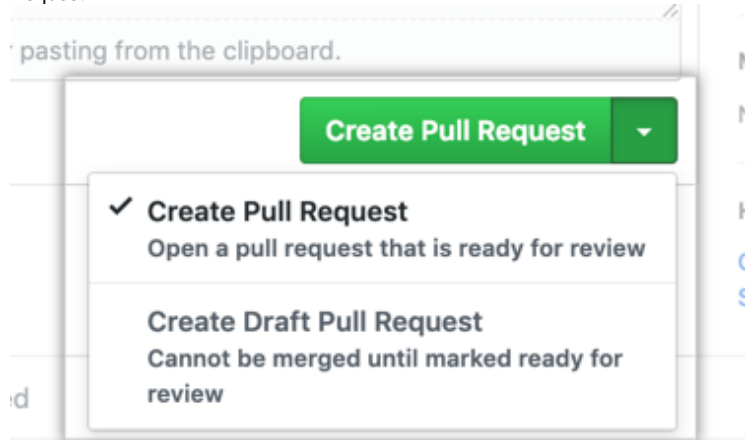 pasting from the clipboard.
Create Pull Request
Create Pull Request
Open a pull request that is ready for review
Create Draft Pull Request
Cannot be merged until marked ready for
review